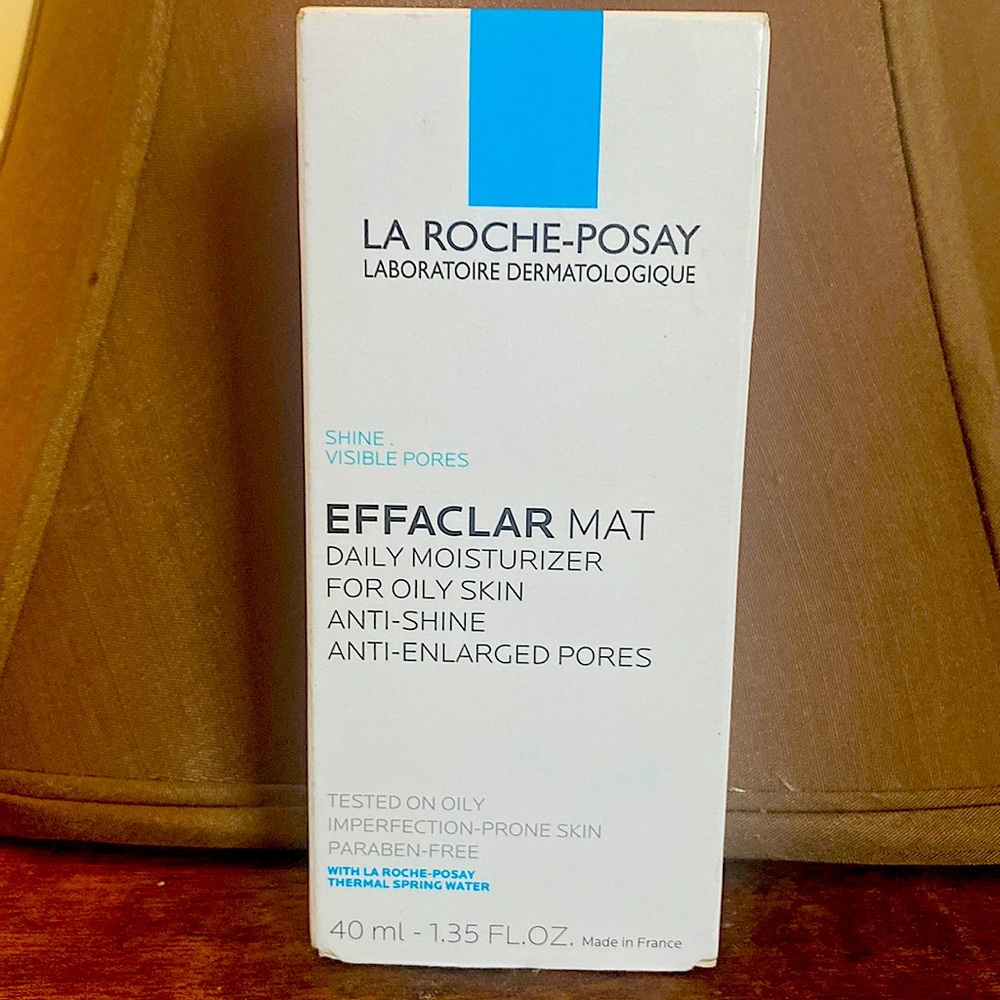 LA ROCHE-POSAY
LABORATOIRE DERMATOLOGIQUE
SHINE .
VISIBLE PORES
EFFACLAR MAT
DAILY MOISTURIZER
FOR OILY SKIN
ANTI-SHINE
ANTI-ENLARGED PORES
TESTED ON OILY
IMPERFECTION-PRONE SKIN
PARABEN-FREE
WITH LA ROCHE-POSAY
THERMAL SPRING WATER
40 ml - 1.35 FL.OZ. Made in France